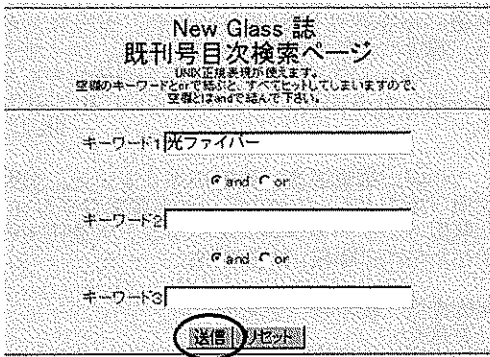 New Glass 誌
既刊号目次検索ページ
UNIX正規表現が使えます。
空欄のキーワードとorで結ぶと、すべてヒットしてしまいますので、
空欄とはandで結んで下さい。
キーワード1 光ファイバー
and or
キーワード2
and or
キーワード3
送信 リセット